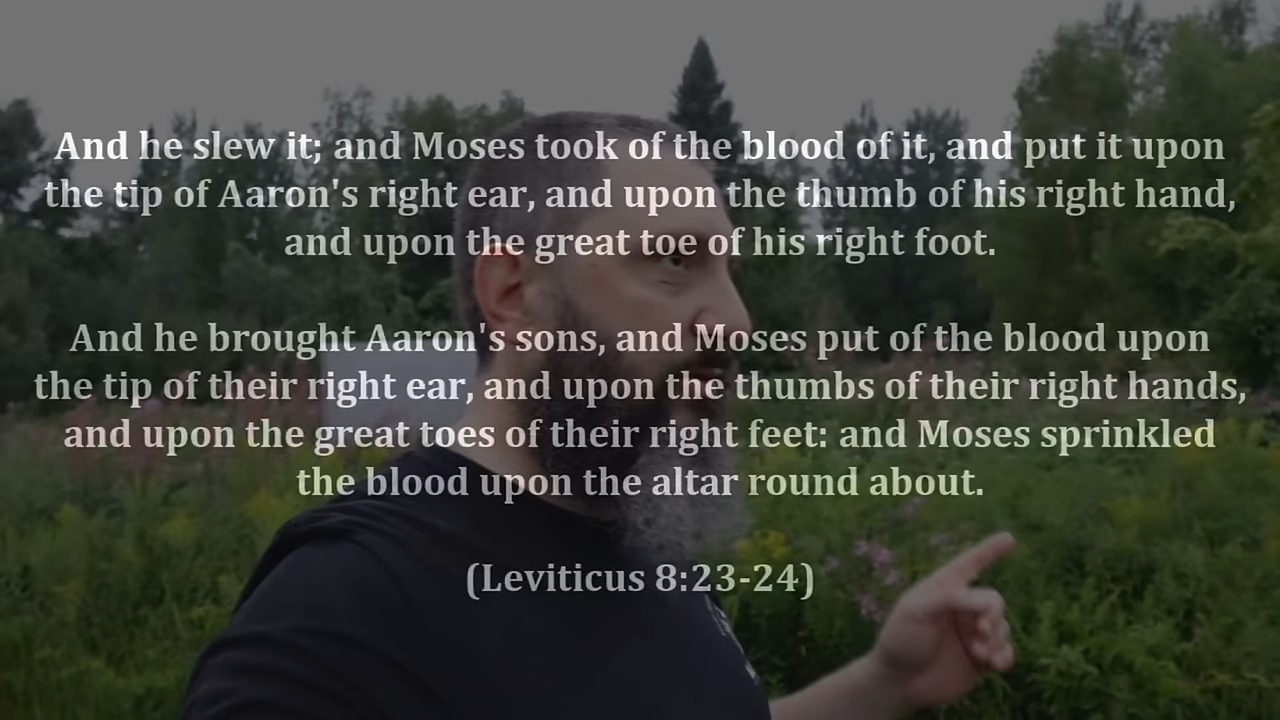 And he slew it; and Moses took of the blood of it, and put it upon
the tip of Aaron's right ear, and upon the thumb of his right hand,
and upon the great toe of his right foot.
And he brought Aaron's sons, and Moses put of the blood upon
the tip of their right ear, and upon the thumbs of their right hands,
and upon the great toes of their right feet: and Moses sprinkled
the blood upon the altar round about.
(Leviticus 8:23-24)